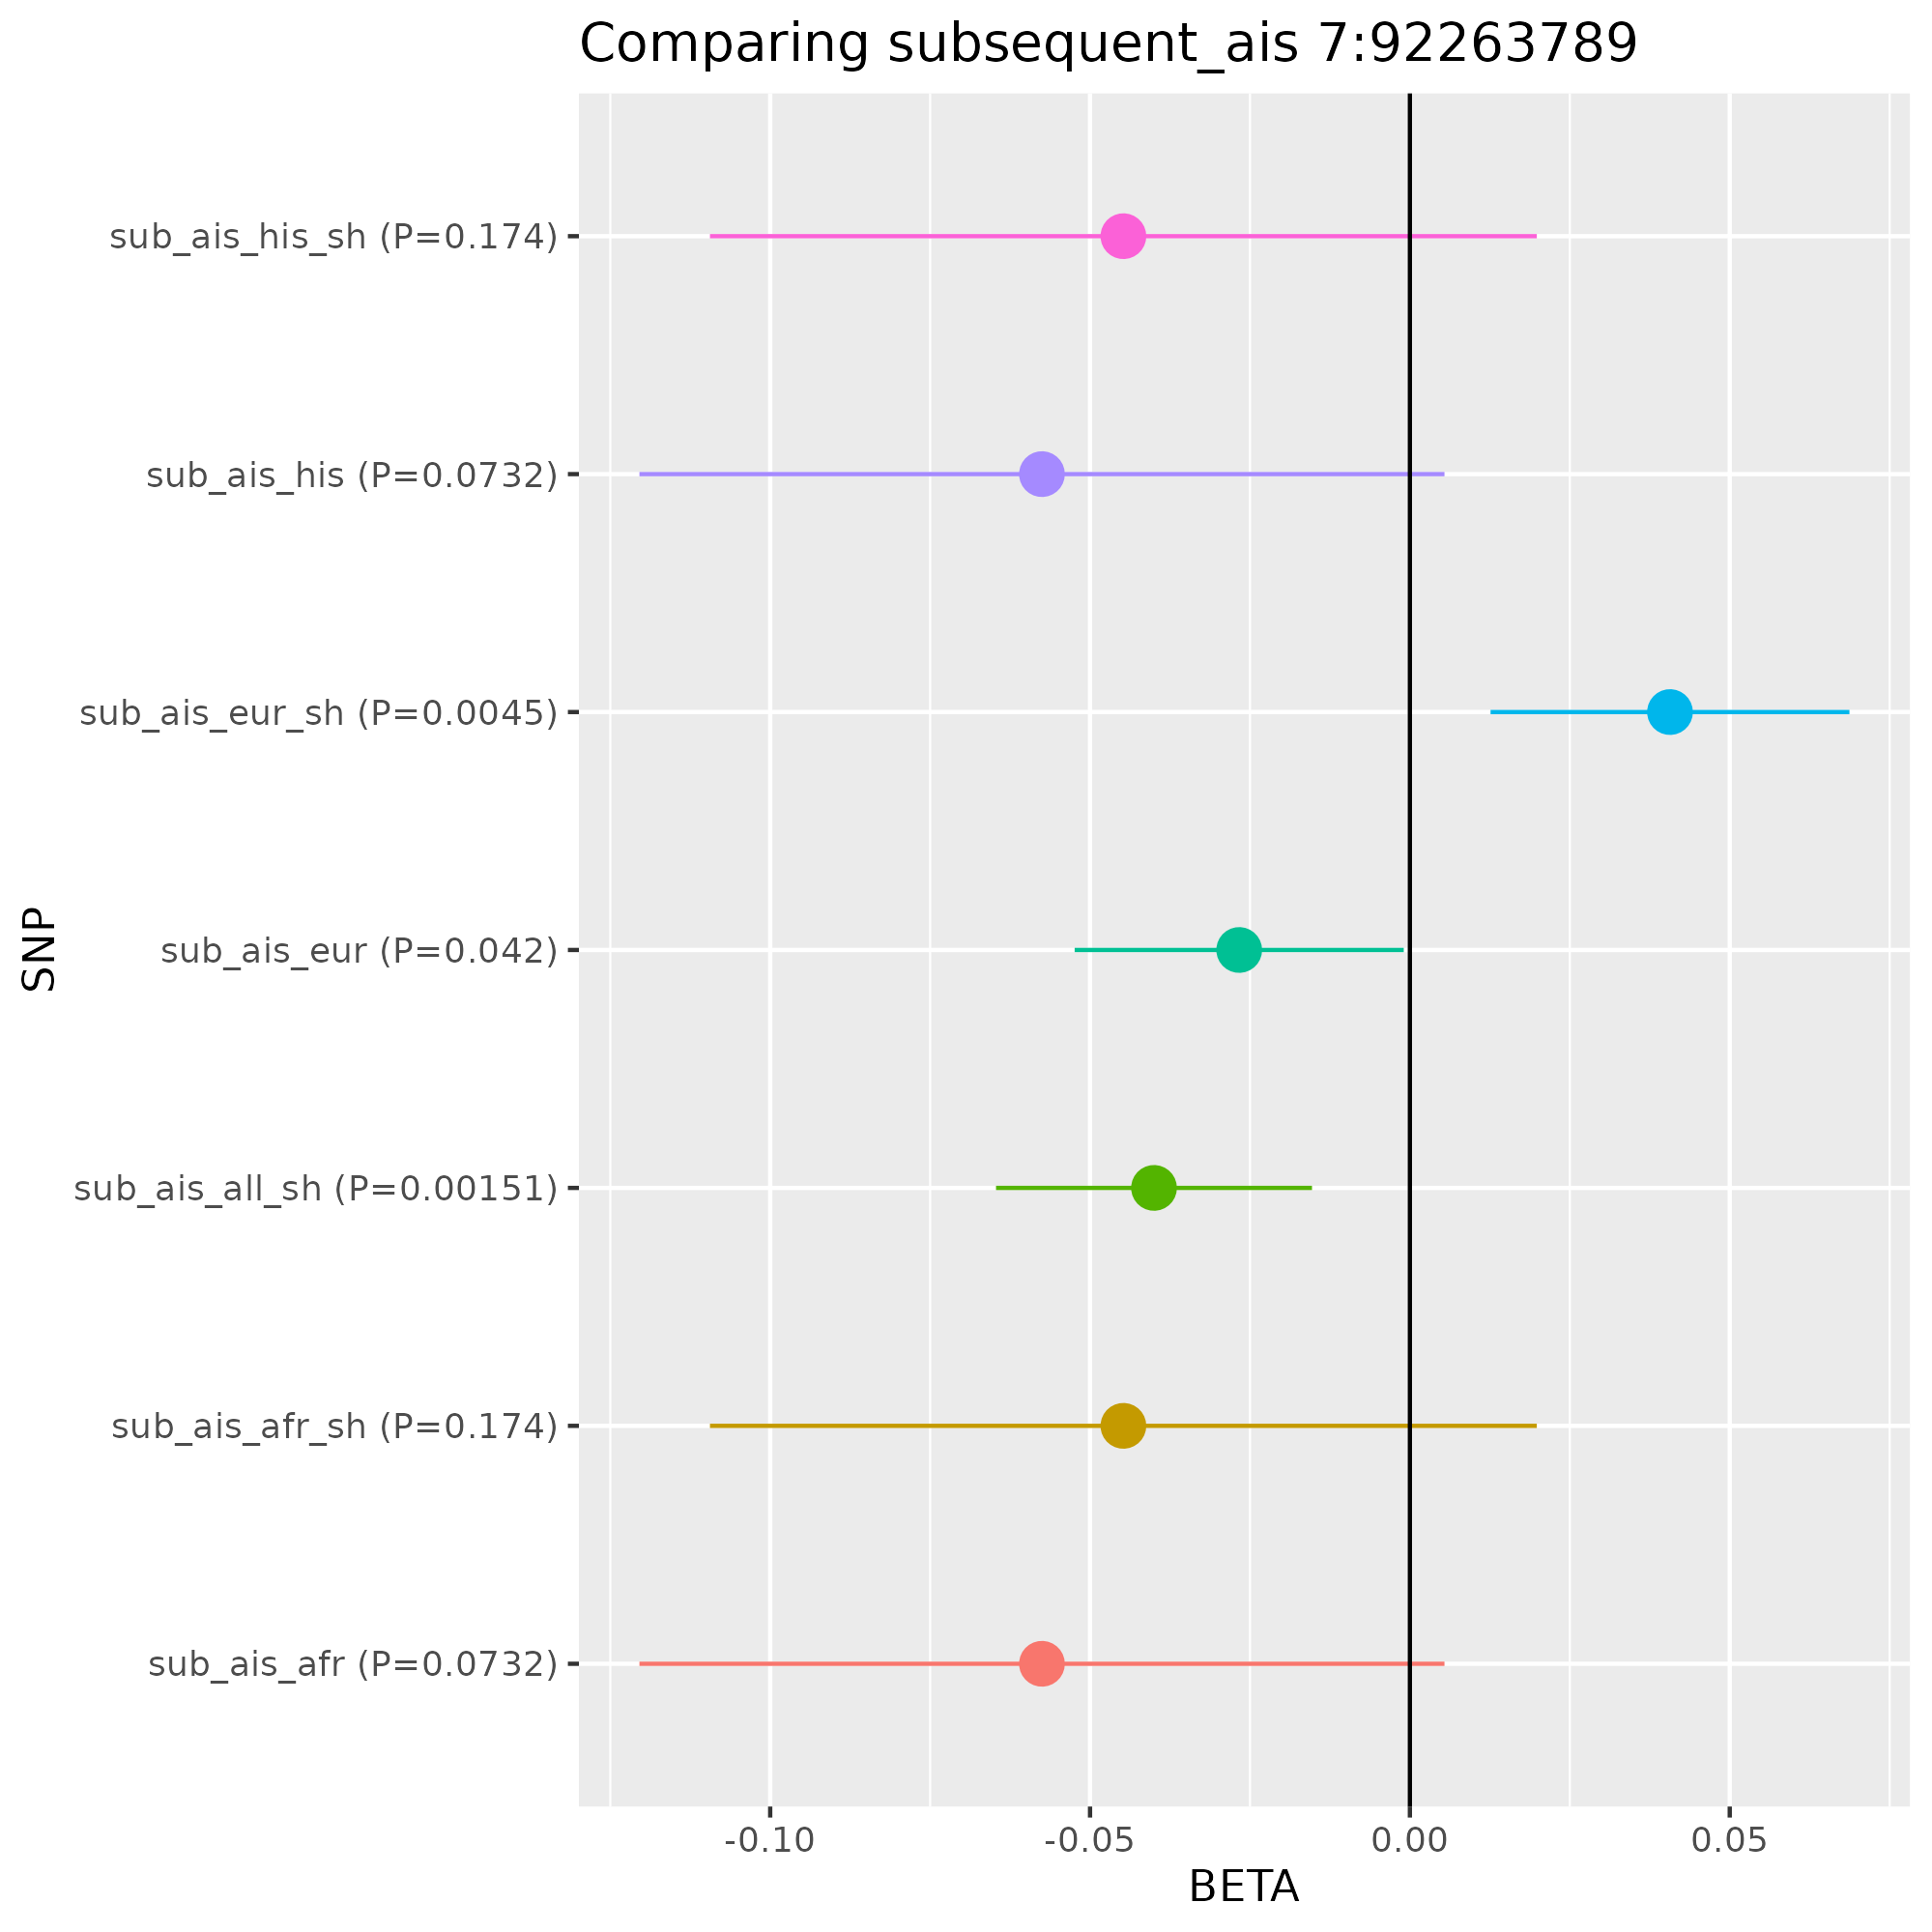 Comparing subsequent_ais 7:92263789
SNP
sub_ais_his_sh (P=0.174)
sub_ais_his (P=0.0732)
sub_ais_eur_sh (P=0.0045)
sub_ais_eur (P=0.042)
sub_ais_all_sh (P=0.00151)
sub_ais_afr_sh (P=0.174)
sub_ais_afr (P=0.0732)
-0.10 -0.05 0.00 0.05
BETA